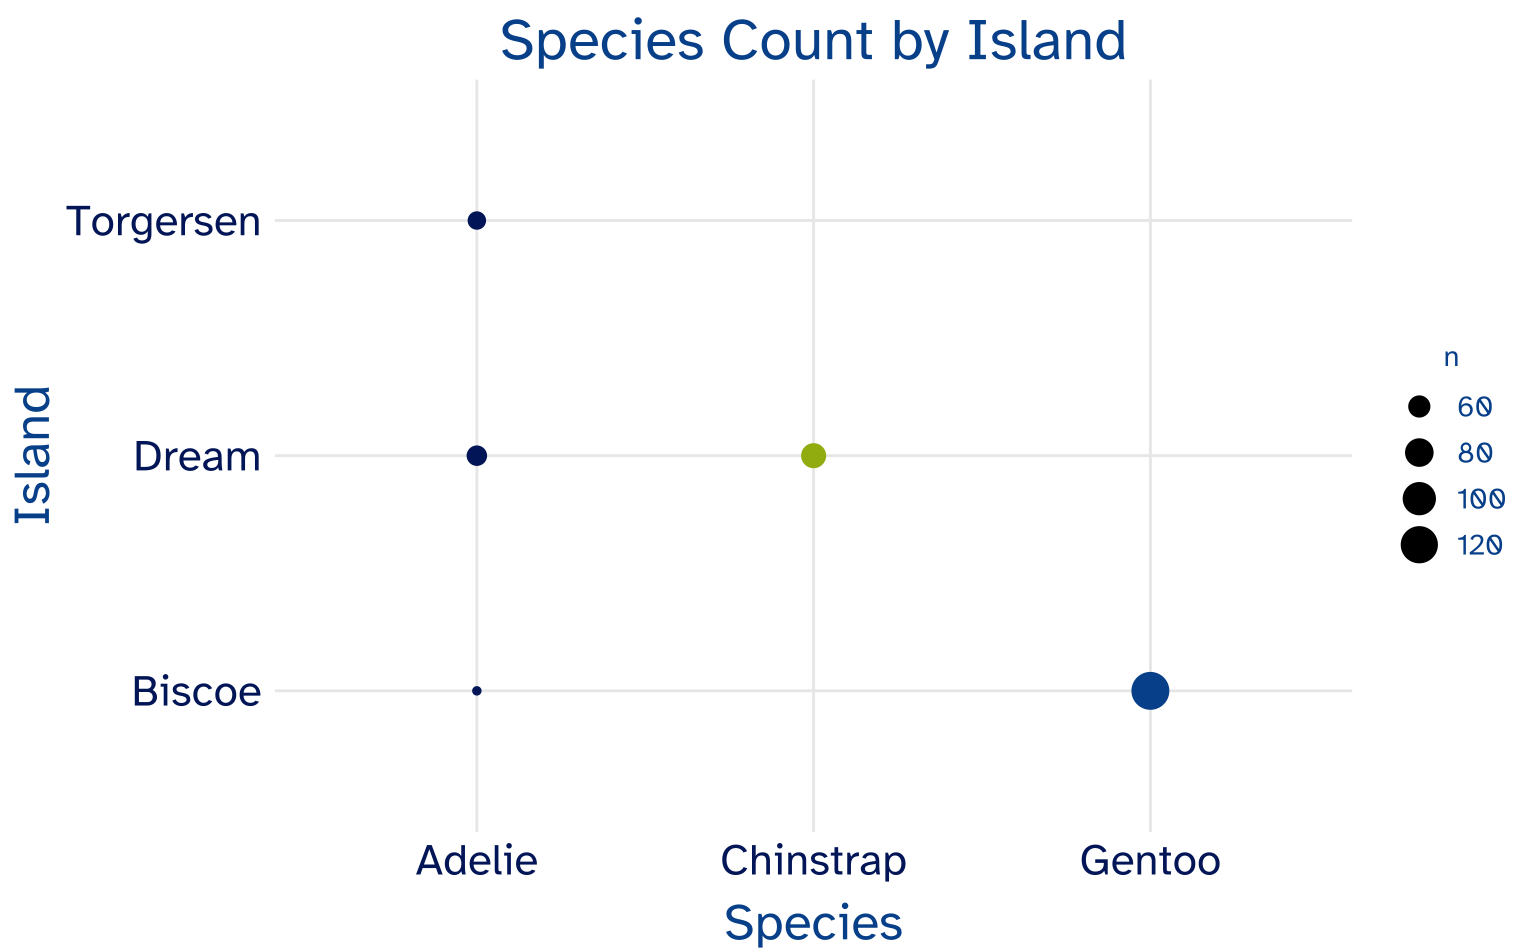 Species Count by Island
Torgersen
Dream
Biscoe
Island
Adelie
Chinstrap
Gentoo
Species
n
60
80
100
120